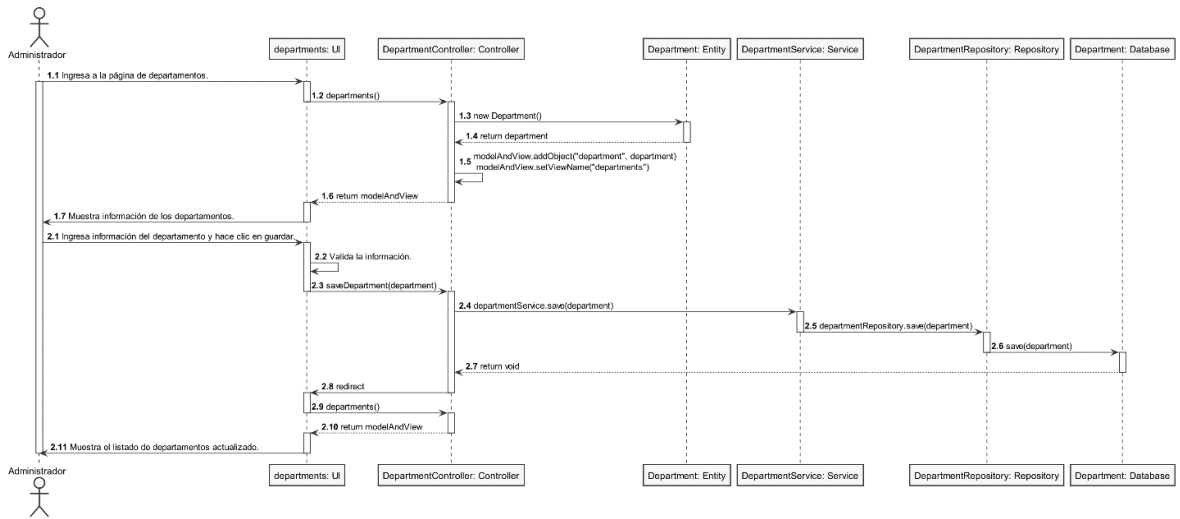 Administrador
departments: UI
DepartmentController: Controller
Department: Entity
DepartmentService: Service
DepartmentRepository: Repository
Department: Database
1.1 Ingresa a la página de departamentos.
1.2 departments()
1.3 new Department()
1.4 return department
1.5 modelAndView.addObject("department", department)
modelAndView.setViewName("departments")
1.6 return modelAndView
1.7 Muestra información de los departamentos.
2.1 Ingresa información del departamento y hace clic en guardar.
2.2 Valida la información.
2.3 saveDepartment(department)
2.4 departmentService.save(department)
2.5 departmentRepository.save(department)
2.6 save(department)
2.7 return void
2.8 redirect
2.9 departments()
2.10 return modelAndView
2.11 Muestra el listado de departamentos actualizado.
Administrador
departments: UI
DepartmentController: Controller
Department: Entity
DepartmentService: Service
DepartmentRepository: Repository
Department: Database